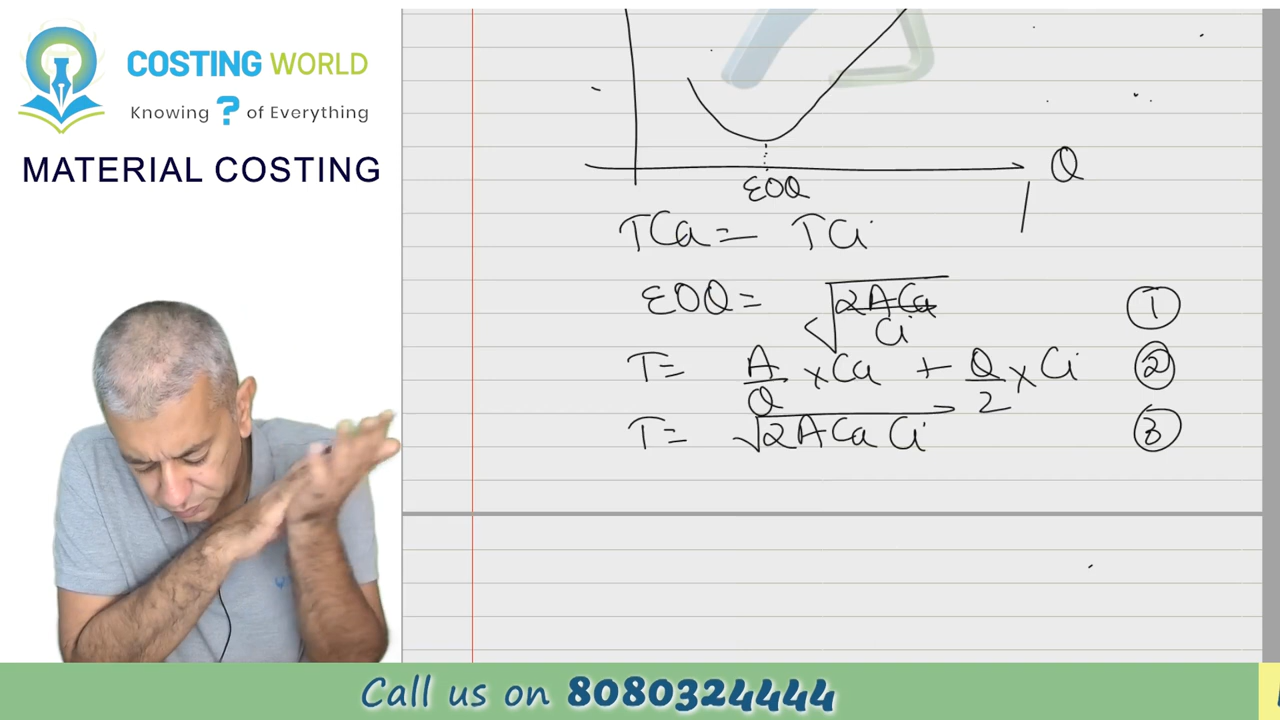 COSTING WORLD
Knowing ? of Everything
MATERIAL COSTING
Q
EOQ
TCa = TCi
EOQ = √2ACa/Ci ①
T = A/Q × Ca + Q/2 × Ci ②
T = √2ACaCi ③
Call us on 8080324444